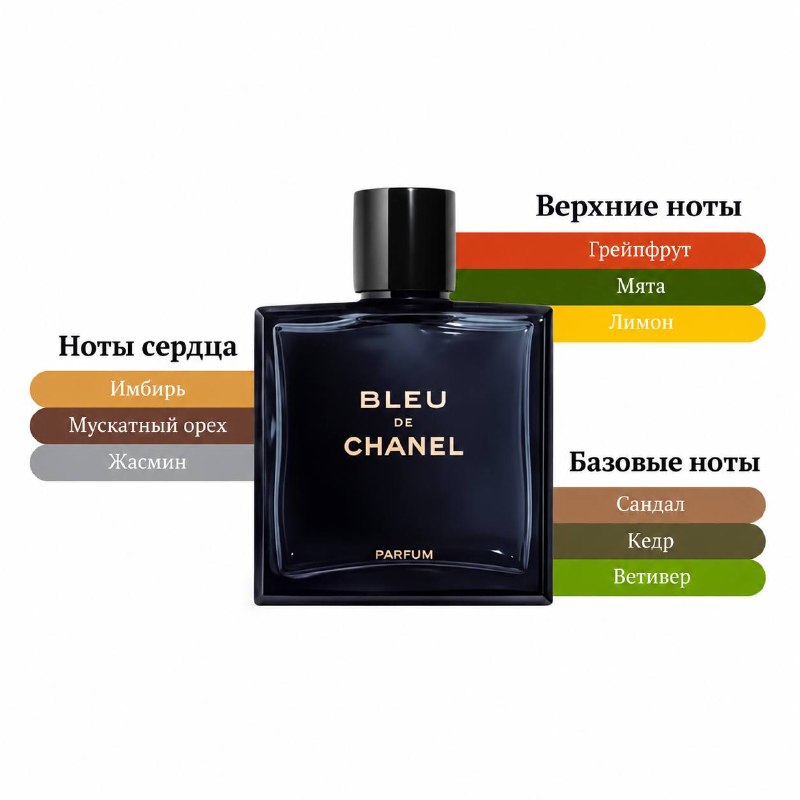 Верхние ноты
Грейпфрут
Мята
Лимон
Ноты сердца
Имбирь
Мускатный орех
Жасмин
BLEU
DE
CHANEL
PARFUM
Базовые ноты
Сандал
Кедр
Ветивер